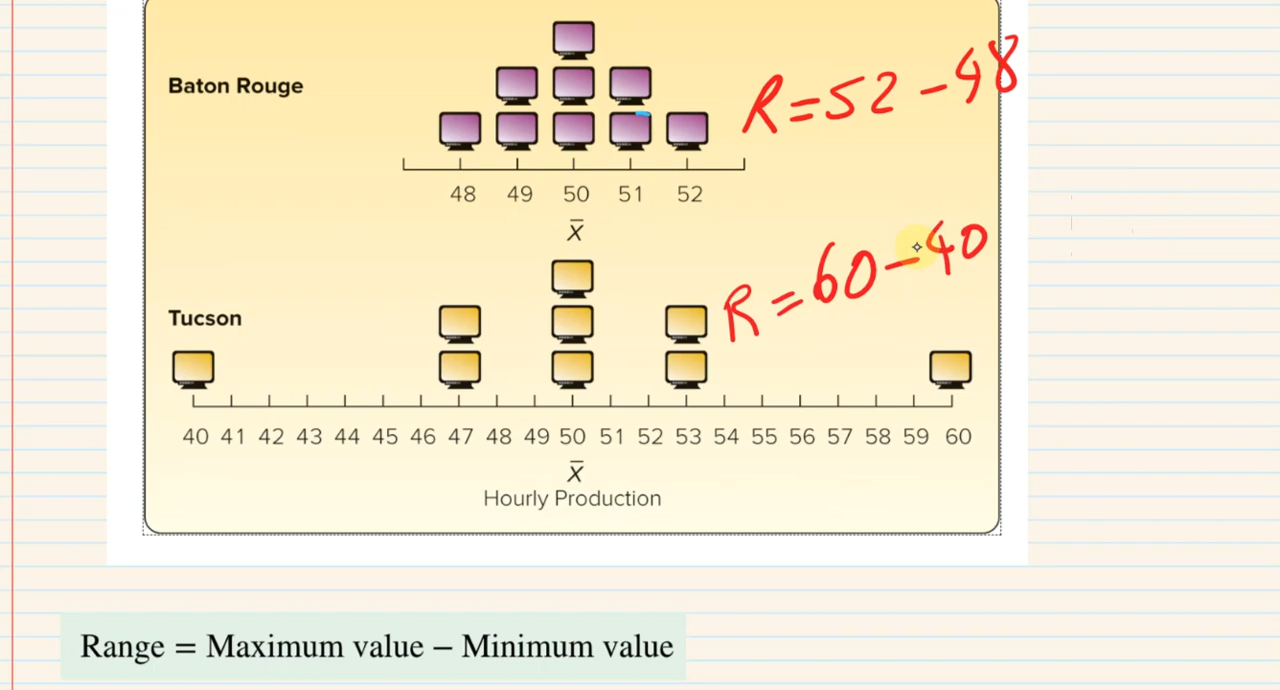 Baton Rouge
R=52-48
48 49 50 51 52
X̅
Tucson
R=60-40
40 41 42 43 44 45 46 47 48 49 50 51 52 53 54 55 56 57 58 59 60
X̅
Hourly Production
Range = Maximum value − Minimum value